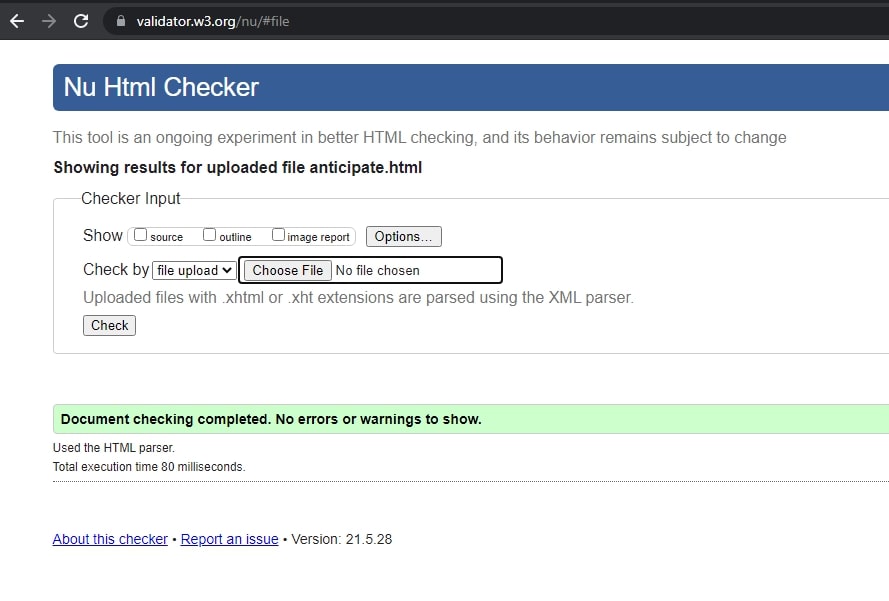 validator.w3.org/nu/#file
Nu Html Checker
This tool is an ongoing experiment in better HTML checking, and its behavior remains subject to change
Showing results for uploaded file anticipate.html
Checker Input
Show source outline image report Options...
Check by file upload Choose File No file chosen
Uploaded files with .xhtml or .xht extensions are parsed using the XML parser.
Check
Document checking completed. No errors or warnings to show.
Used the HTML parser.
Total execution time 80 milliseconds.
About this checker • Report an issue • Version: 21.5.28